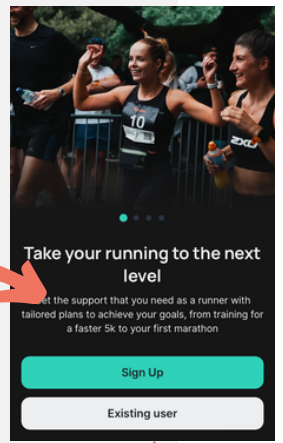 10
2XU
Take your running to the next
level
the support that you need as a runner with
tailored plans to achieve your goals, from training for
a faster 5k to your first marathon
Sign Up
Existing user